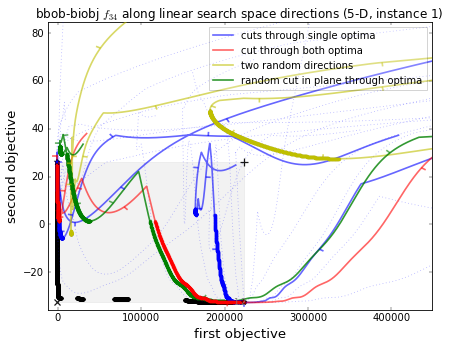 bbob-biobj f₃₄ along linear search space directions (5-D, instance 1)
cuts through single optima
cut through both optima
two random directions
random cut in plane through optima
second objective
80
60
40
20
0
−20
0
100000
200000
300000
400000
first objective